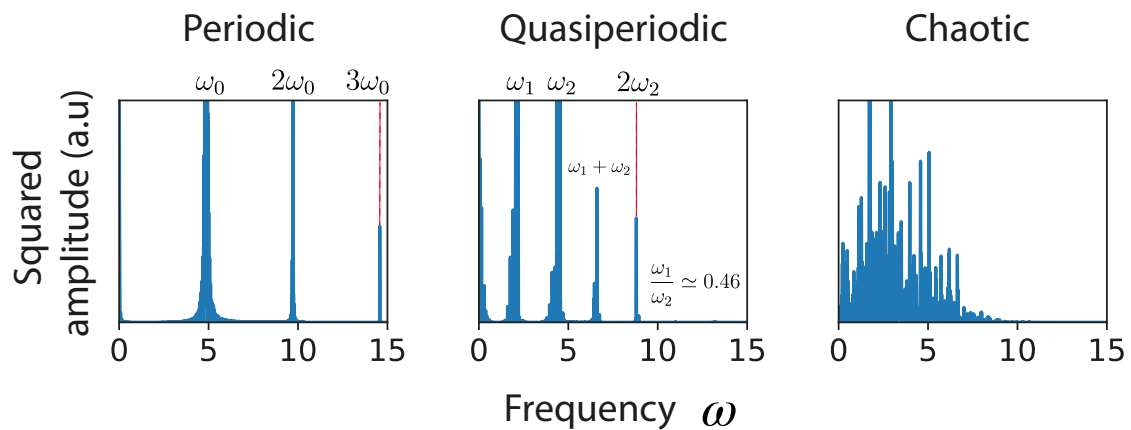 Periodic
Quasiperiodic
Chaotic
ω₀
2ω₀
3ω₀
ω₁
ω₂
2ω₂
ω₁ + ω₂
ω₁/ω₂ ≃ 0.46
Squared
amplitude (a.u)
0 5 10 15
0 5 10 15
0 5 10 15
Frequency ω